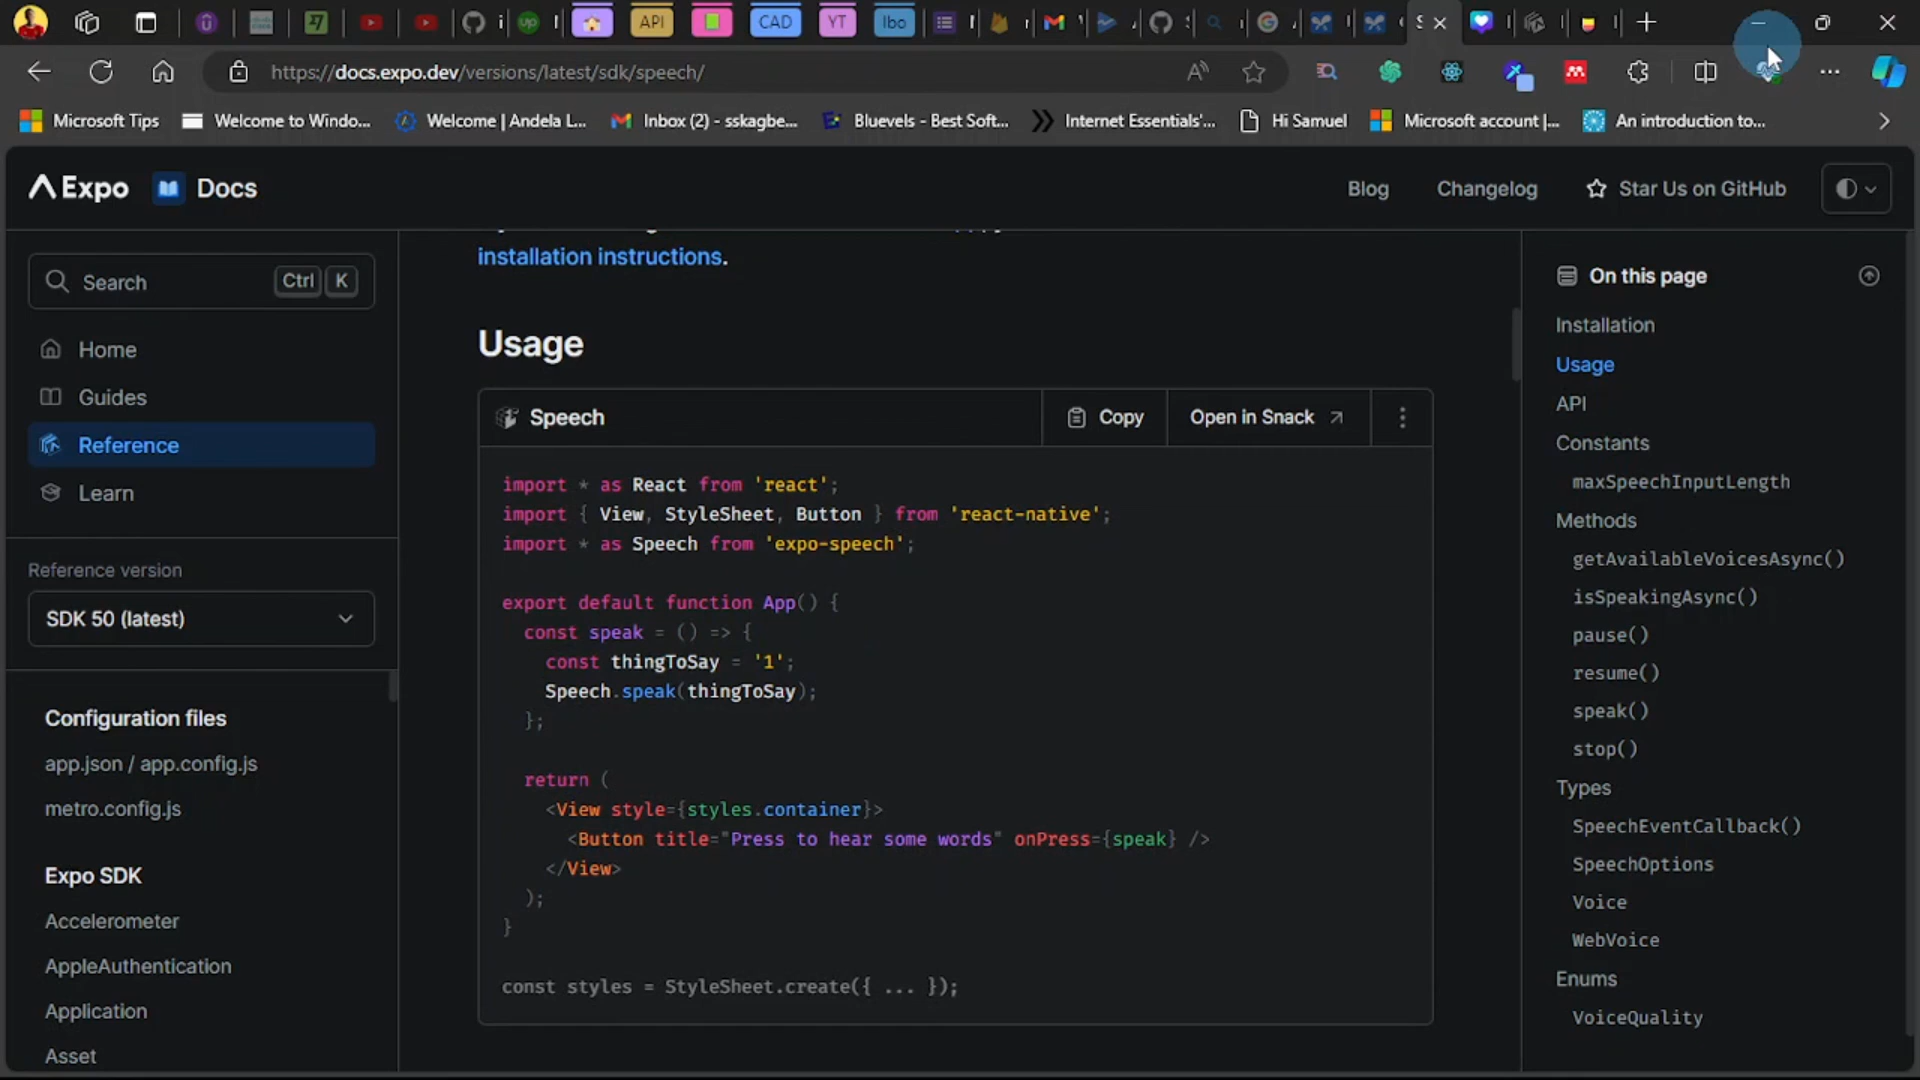 API
CAD
YT
Ibo
S
https://docs.expo.dev/versions/latest/sdk/speech/
Microsoft Tips
Welcome to Windo...
Welcome | Andela L...
Inbox (2) - sskagbe...
Bluevels - Best Soft...
Internet Essentials'...
Hi Samuel
Microsoft account |...
An introduction to...
Expo
Docs
Blog
Changelog
Star Us on GitHub
Search
Ctrl K
Home
Guides
Reference
Learn
Reference version
SDK 50 (latest)
Configuration files
app.json / app.config.js
metro.config.js
Expo SDK
Accelerometer
AppleAuthentication
Application
Asset
installation instructions.
Usage
Speech
Copy
Open in Snack
import * as React from 'react';
import { View, StyleSheet, Button } from 'react-native';
import * as Speech from 'expo-speech';
export default function App() {
const speak = () => {
const thingToSay = '1';
Speech.speak(thingToSay);
};
return (
<View style={styles.container}>
<Button title="Press to hear some words" onPress={speak} />
</View>
);
}
const styles = StyleSheet.create({ ... });
On this page
Installation
Usage
API
Constants
maxSpeechInputLength
Methods
getAvailableVoicesAsync()
isSpeakingAsync()
pause()
resume()
speak()
stop()
Types
SpeechEventCallback()
SpeechOptions
Voice
WebVoice
Enums
VoiceQuality